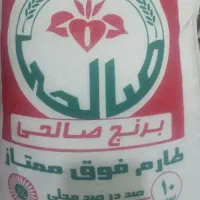 صالحی
برنج صالحی
طارم فوق ممتاز
صد در صد محلی
۱۰